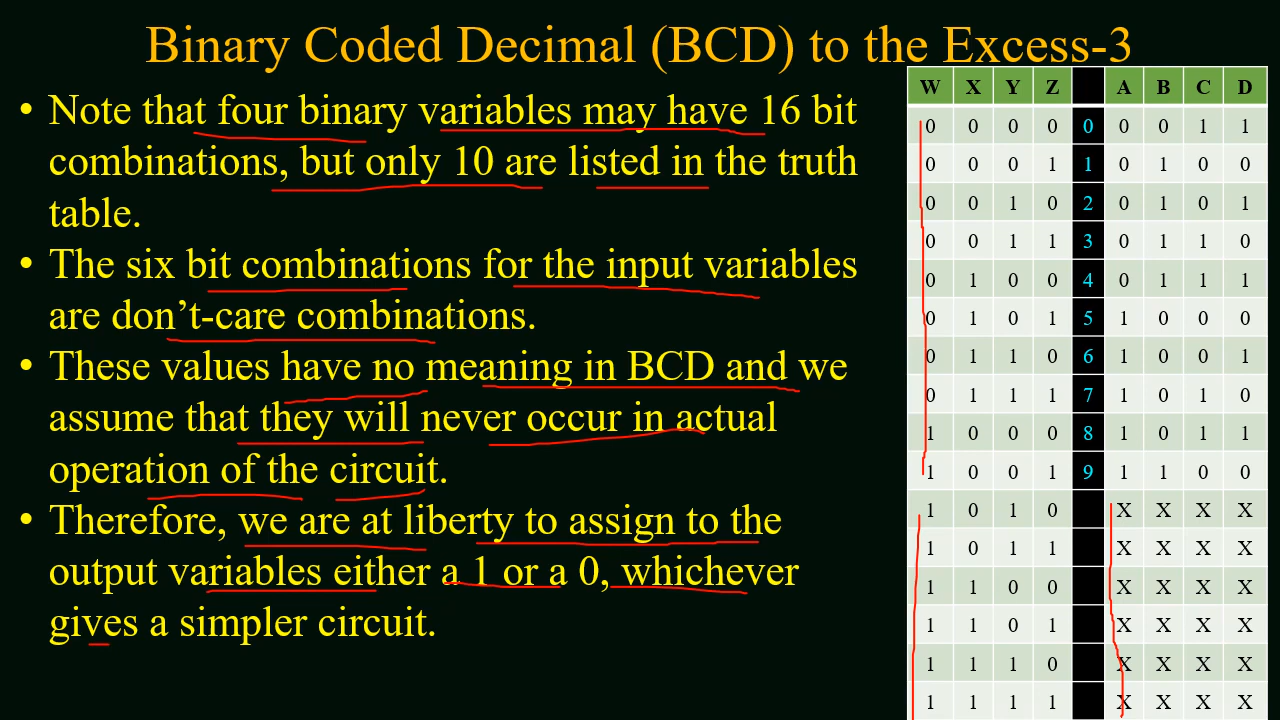 Binary Coded Decimal (BCD) to the Excess-3
• Note that four binary variables may have 16 bit
combinations, but only 10 are listed in the truth
table.
• The six bit combinations for the input variables
are don’t-care combinations.
• These values have no meaning in BCD and we
assume that they will never occur in actual
operation of the circuit.
• Therefore, we are at liberty to assign to the
output variables either a 1 or a 0, whichever
gives a simpler circuit.
W X Y Z A B C D
0 0 0 0 0 0 0 1 1
0 0 0 1 1 0 1 0 0
0 0 1 0 2 0 1 0 1
0 0 1 1 3 0 1 1 0
0 1 0 0 4 0 1 1 1
0 1 0 1 5 1 0 0 0
0 1 1 0 6 1 0 0 1
0 1 1 1 7 1 0 1 0
1 0 0 0 8 1 0 1 1
1 0 0 1 9 1 1 0 0
1 0 1 0 X X X X
1 0 1 1 X X X X
1 1 0 0 X X X X
1 1 0 1 X X X X
1 1 1 0 X X X X
1 1 1 1 X X X X